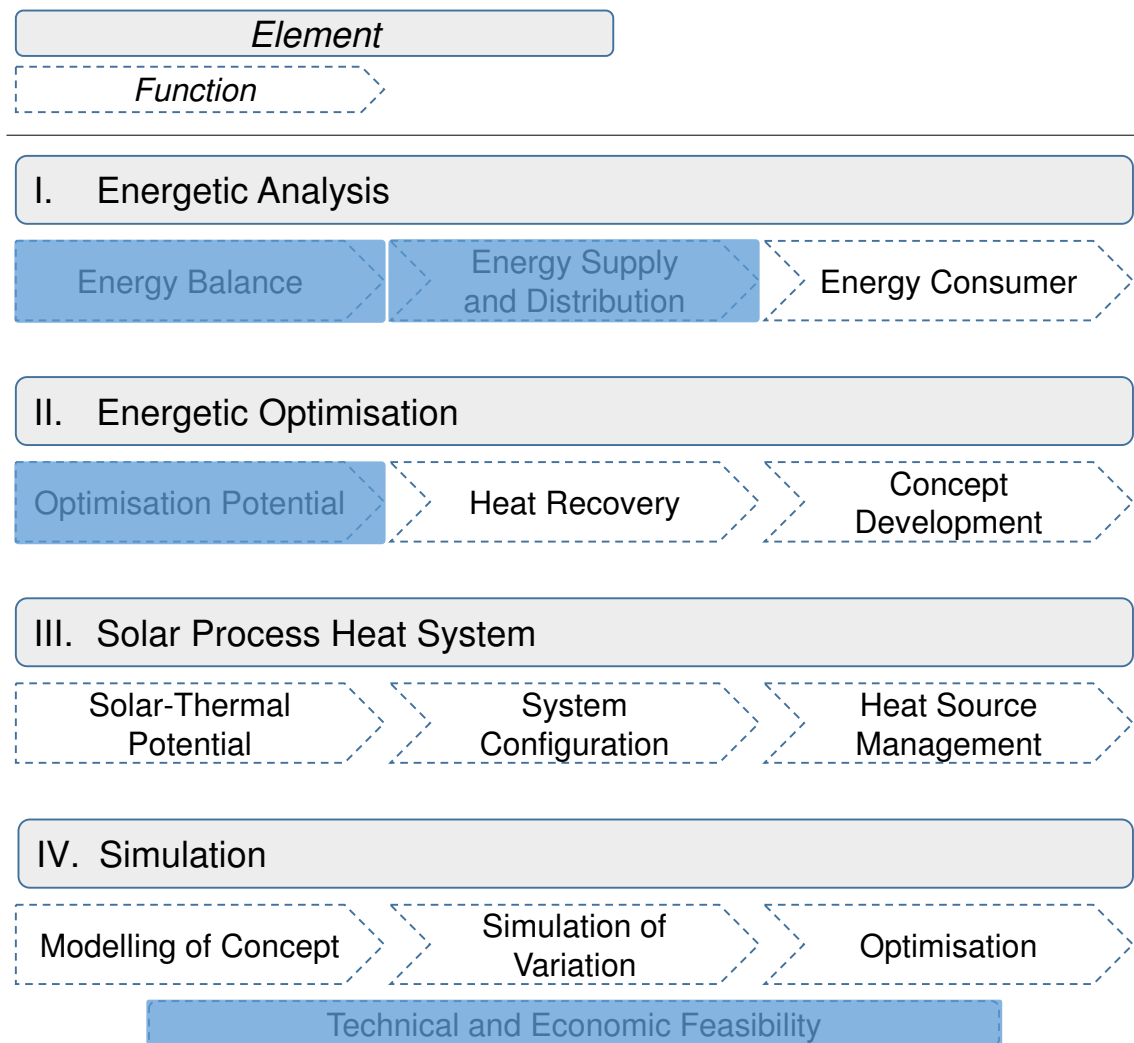 Element
Function
I. Energetic Analysis
Energy Balance
Energy Supply
and Distribution
Energy Consumer
II. Energetic Optimisation
Optimisation Potential
Heat Recovery
Concept
Development
III. Solar Process Heat System
Solar-Thermal
Potential
System
Configuration
Heat Source
Management
IV. Simulation
Modelling of Concept
Simulation of
Variation
Optimisation
Technical and Economic Feasibility